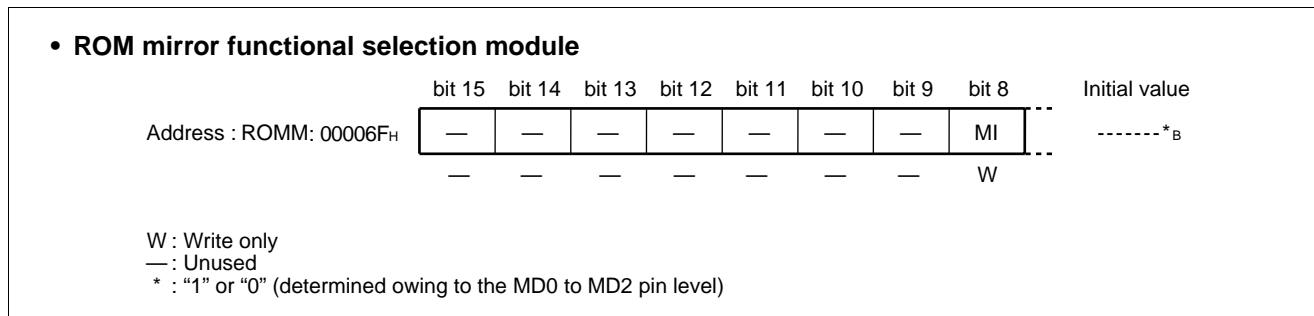 • ROM mirror functional selection module
bit 15 bit 14 bit 13 bit 12 bit 11 bit 10 bit 9 bit 8 Initial value
Address : ROMM: 00006FH — — — — — — — MI -------*B
— — — — — — — W
W : Write only
— : Unused
* : “1” or “0” (determined owing to the MD0 to MD2 pin level)